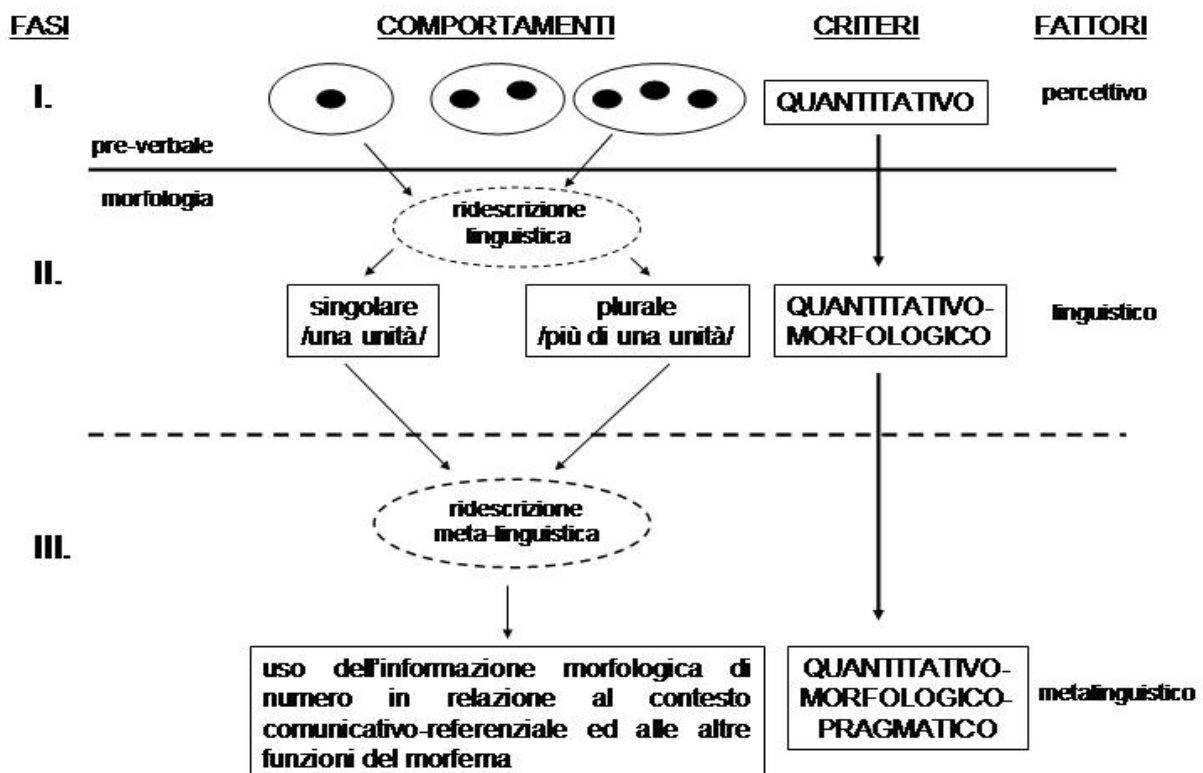 FASI COMPORTAMENTI CRITERI FATTORI
I. QUANTITATIVO percettivo
pre-verbale
morfologia
ridescrizione
linguistica
II.
singolare
/una unità/
plurale
/più di una unità/
QUANTITATIVO-
MORFOLOGICO
linguistico
ridescrizione
meta-linguistica
III.
uso dell'informazione morfologica di
numero in relazione al contesto
comunicativo-referenziale ed alle altre
funzioni del morfema
QUANTITATIVO-
MORFOLOGICO-
PRAGMATICO
metalinguistico